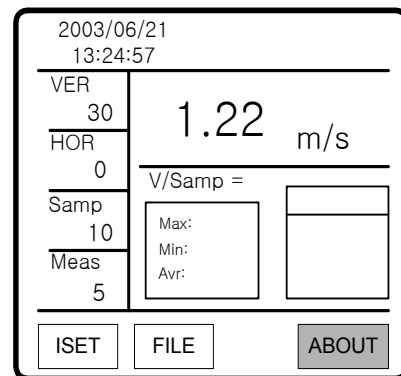 2003/06/21
13:24:57
VER
30
HOR
0
Samp
10
Meas
5
1.22 m/s
V/Samp =
Max:
Min:
Avr:
ISET FILE ABOUT